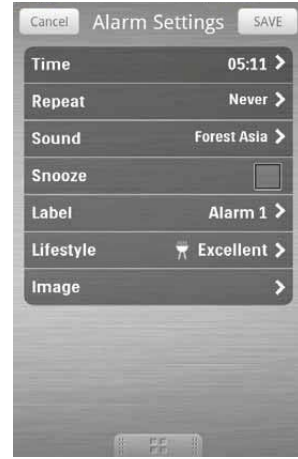 Cancel Alarm Settings SAVE
Time 05:11
Repeat Never
Sound Forest Asia
Snooze
Label Alarm 1
Lifestyle Excellent
Image